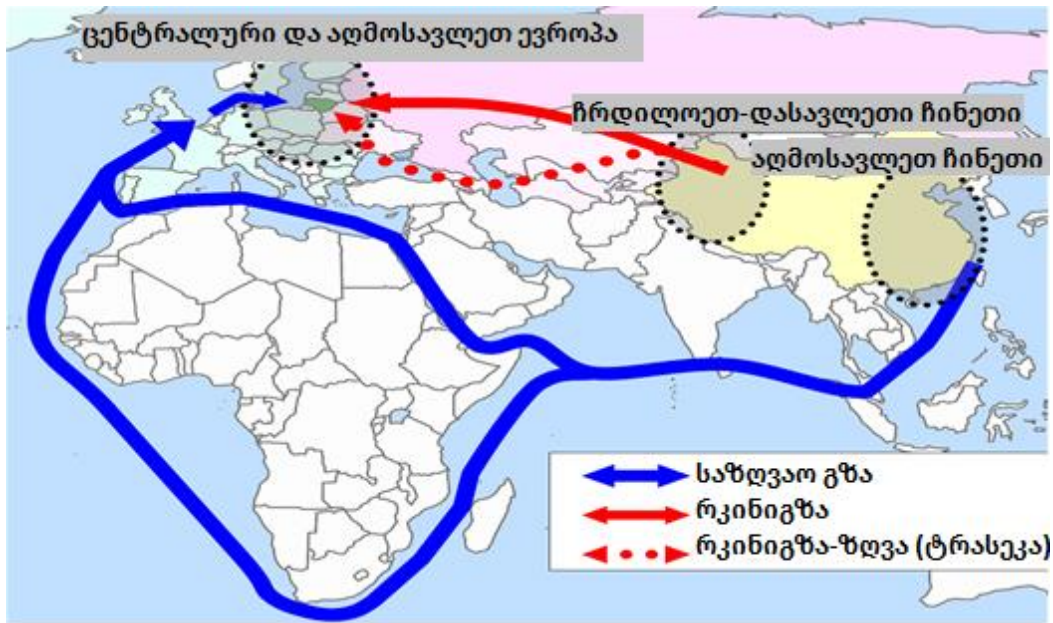 ცენტრალური და აღმოსავლეთ ევროპა
ჩრდილოეთ-დასავლეთი ჩინეთი
აღმოსავლეთ ჩინეთი
საზღვაო გზა
რკინიგზა
რკინიგზა-ზღვა (ტრასეკა)